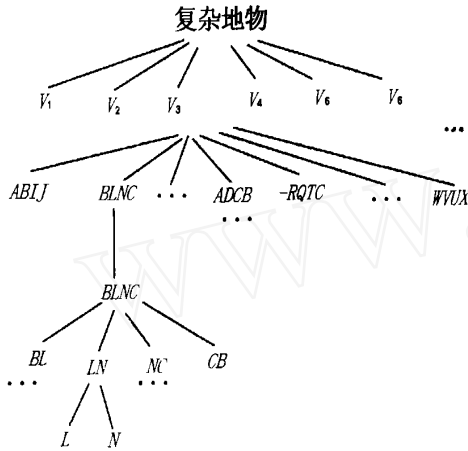 复杂地物
V₁ V₂ V₃ V₄ V₆ V₆
...
ABIJ BLNC ... ADCB -RQTC ... WVUX
...
BLNC
BL LN NC CB
... ...
L N
WWW.